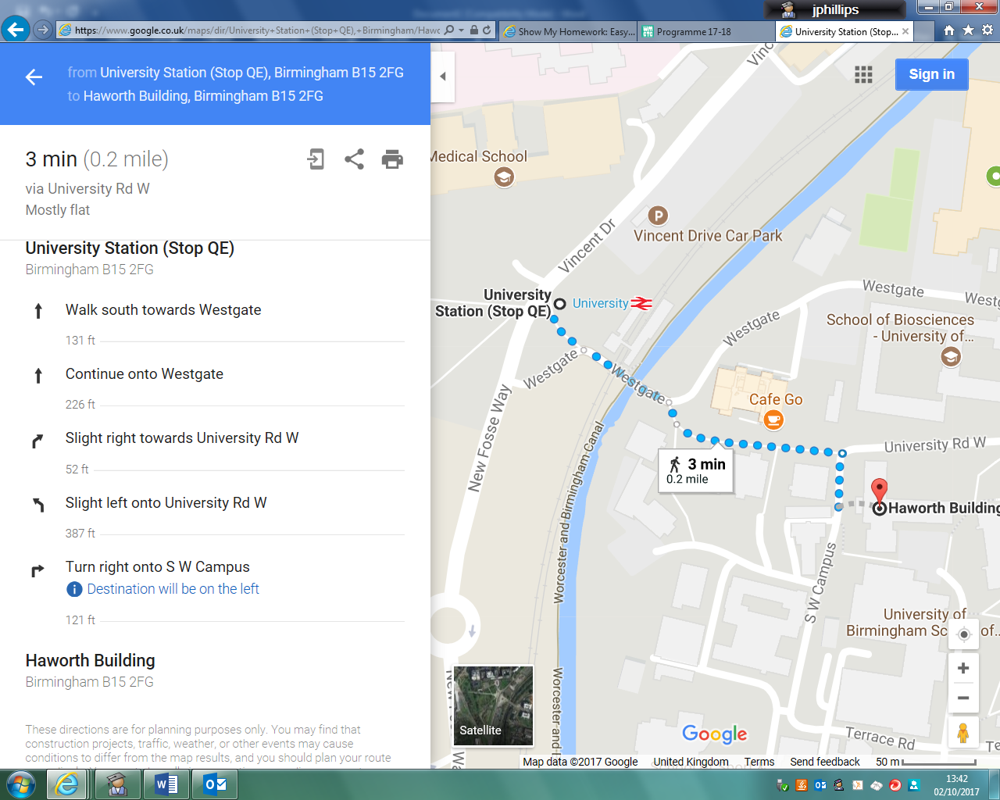 jphillips
https://www.google.co.uk/maps/dir/University+Station+(Stop+QE),+Birmingham/Hawo
Show My Homework: Easy...
Programme 17-18
University Station (Stop...
from University Station (Stop QE), Birmingham B15 2FG
to Haworth Building, Birmingham B15 2FG
3 min (0.2 mile)
via University Rd W
Mostly flat
University Station (Stop QE)
Birmingham B15 2FG
Walk south towards Westgate
131 ft
Continue onto Westgate
226 ft
Slight right towards University Rd W
52 ft
Slight left onto University Rd W
387 ft
Turn right onto S W Campus
Destination will be on the left
121 ft
Haworth Building
Birmingham B15 2FG
These directions are for planning purposes only. You may find that
construction projects, traffic, weather, or other events may cause
conditions to differ from the map results, and you should plan your route
Sign in
Vinc
Medical School
P
Vincent Drive Car Park
Vincent Dr
University
Station (Stop QE)
University
Westgate
Westg
Westgate
School of Biosciences
- University of...
Westgate
Westgate
Cafe Go
New Fosse Way
University Rd W
3 min
0.2 mile
Haworth Building
Worcester and Birmingham Canal
S W Campus
University of
Birmingham Sc
of...
Worcester and
Terrace Rd
Te
Satellite
Google
Map data ©2017 Google
United Kingdom
Terms
Send feedback
50 m
13:42
02/10/2017